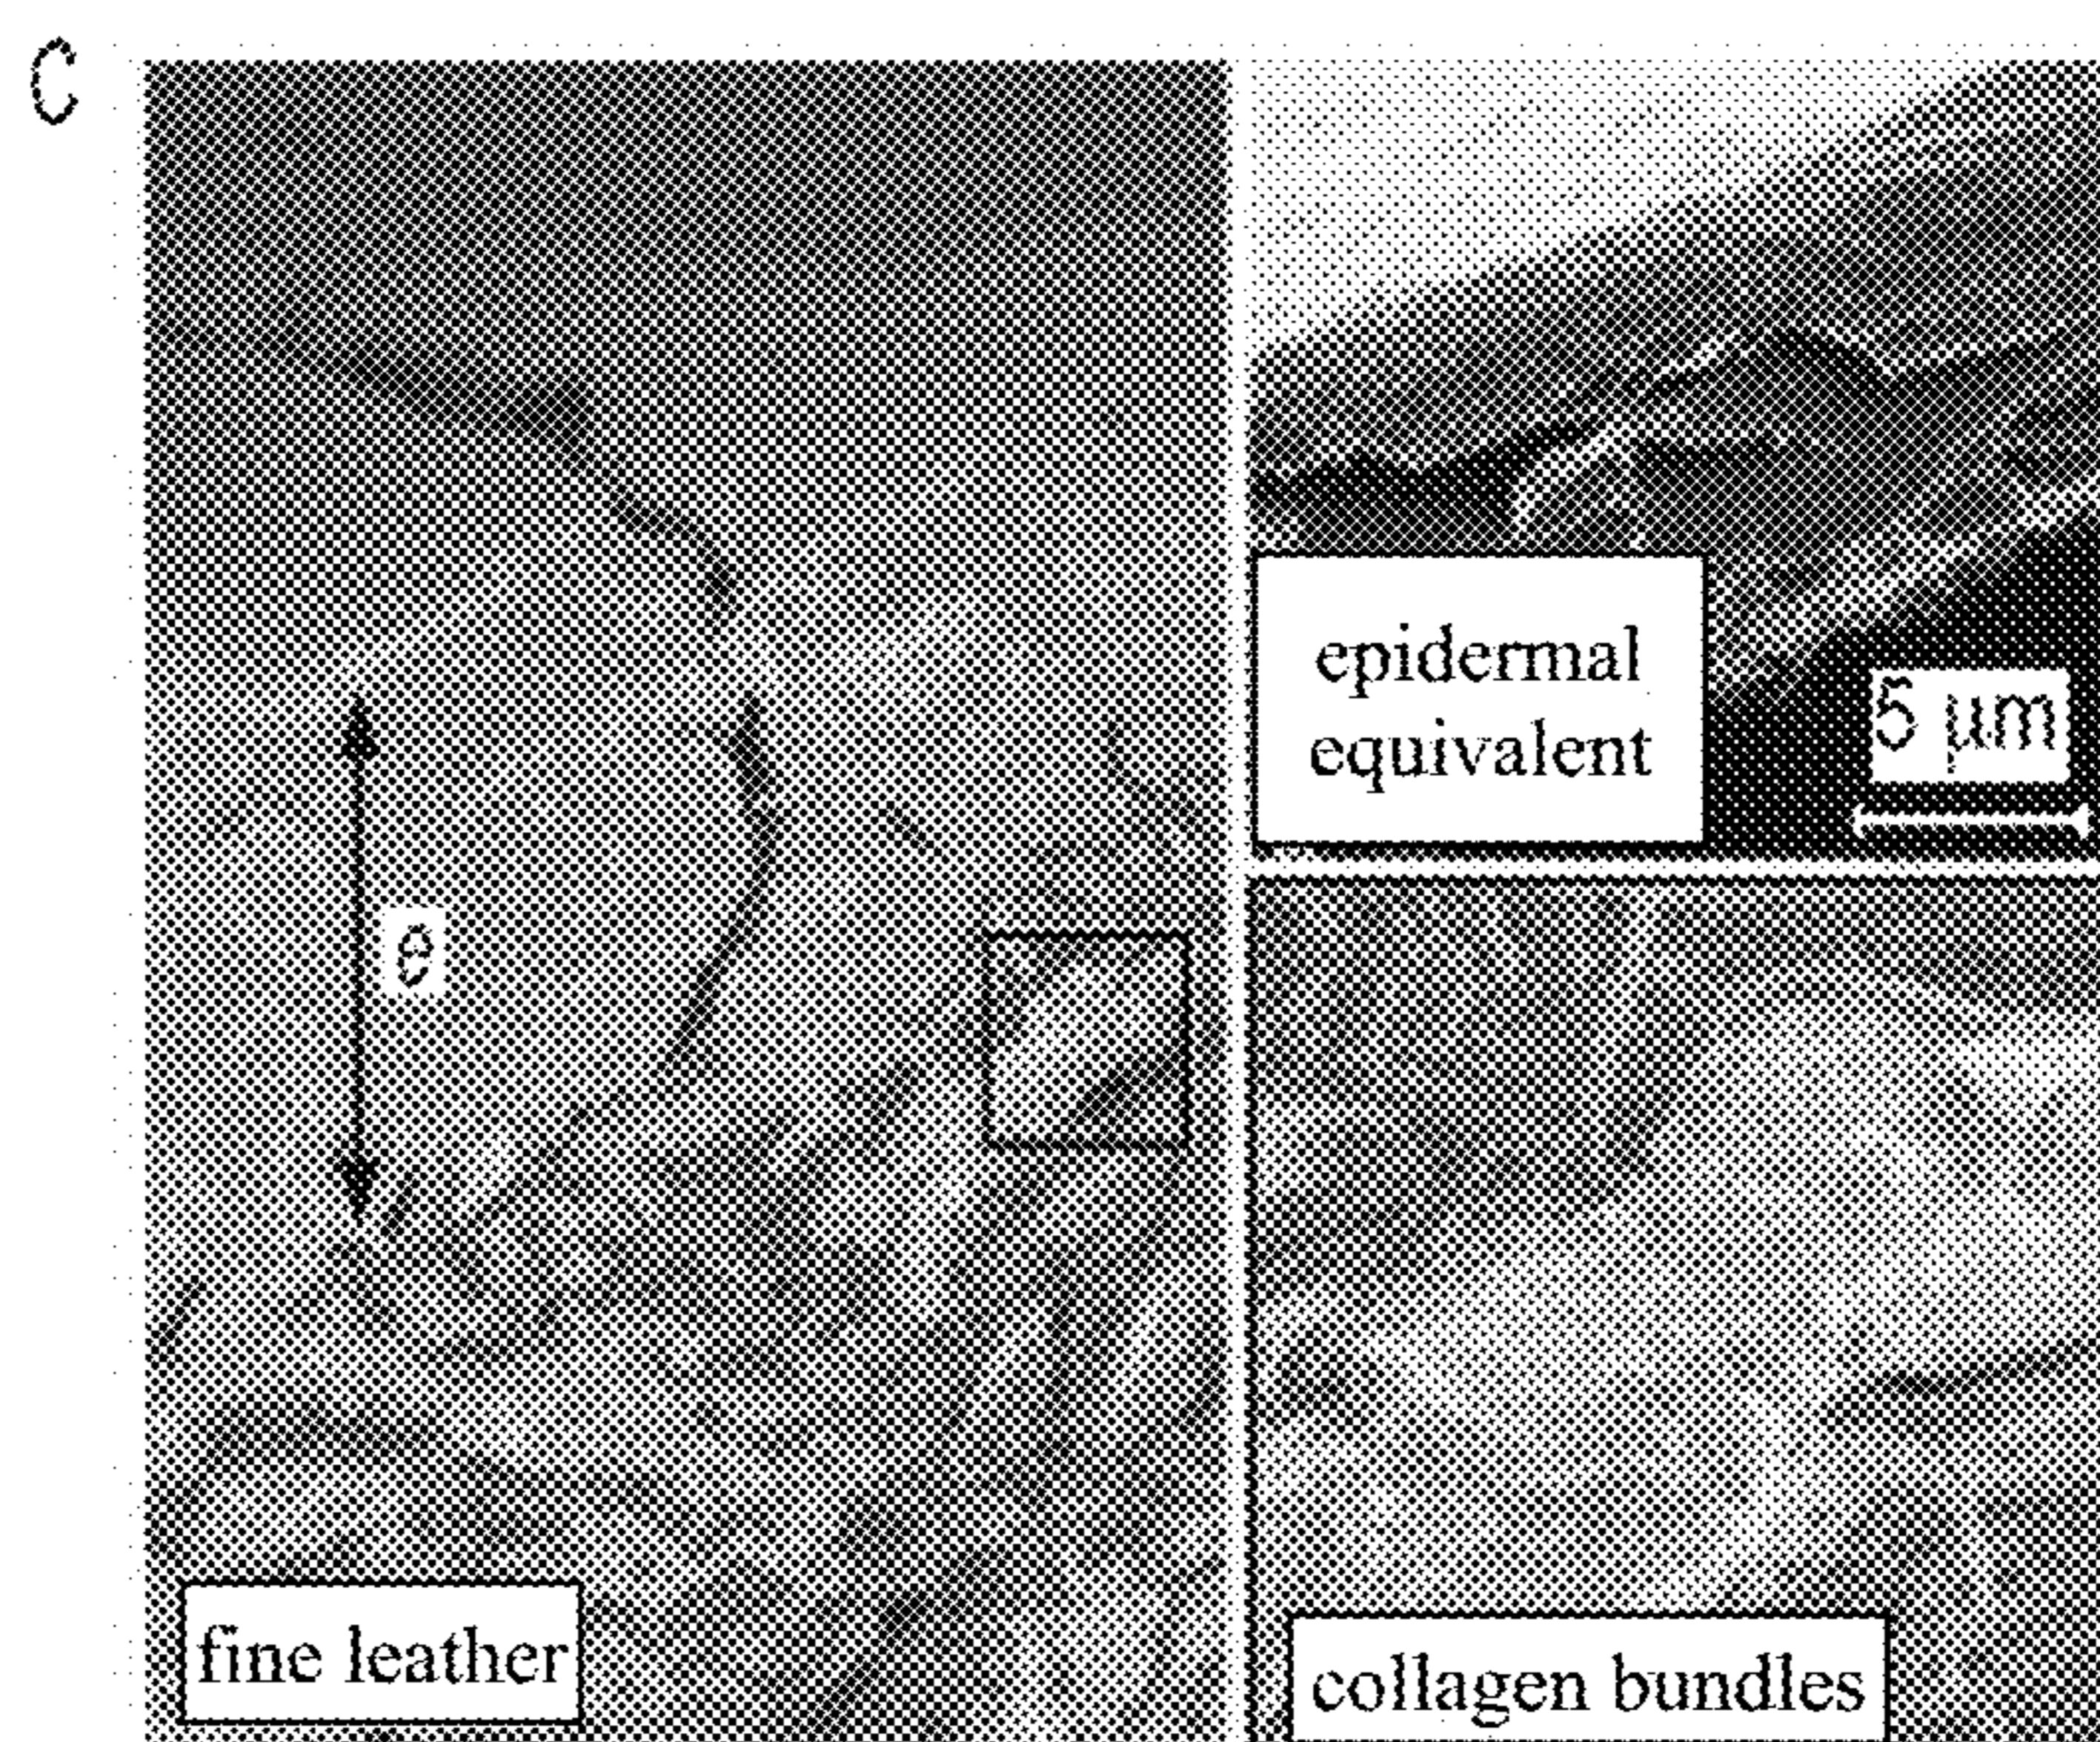 C
e
fine leather
epidermal
equivalent
5 µm
collagen bundles